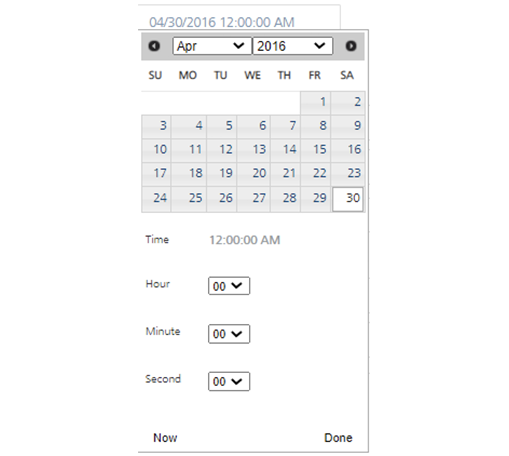 04/30/2016 12:00:00 AM
Apr 2016
SU MO TU WE TH FR SA
1 2
3 4 5 6 7 8 9
10 11 12 13 14 15 16
17 18 19 20 21 22 23
24 25 26 27 28 29 30
Time 12:00:00 AM
Hour 00
Minute 00
Second 00
Now Done